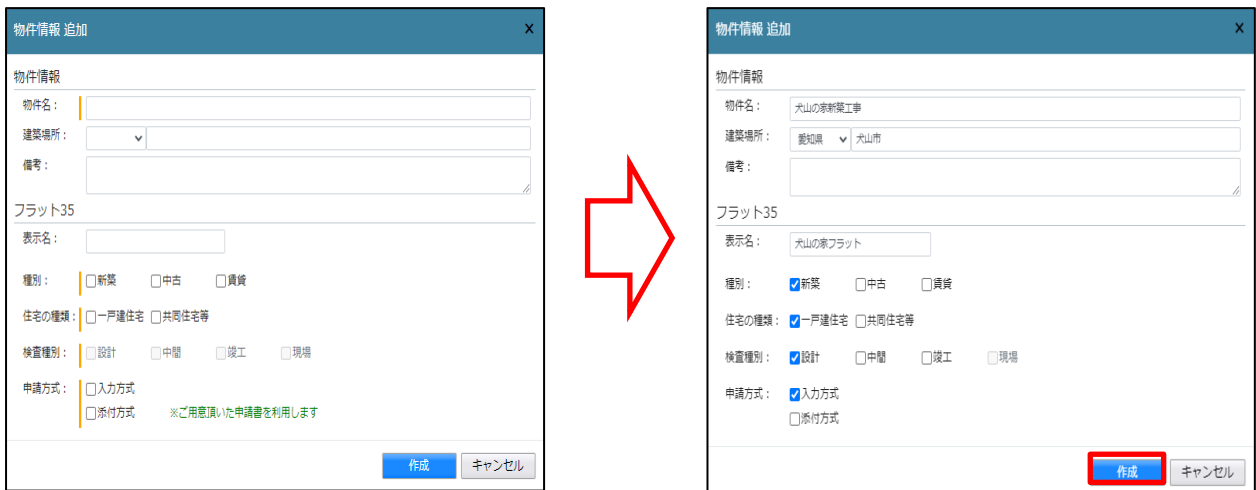 物件情報 追加 X
物件情報
物件名：
建築場所：
備考：
フラット35
表示名：
種別： 新築 中古 賃貸
住宅の種類： 一戸建住宅 共同住宅等
検査種別： 設計 中間 竣工 現場
申請方式： 入力方式
添付方式 ※ご用意頂いた申請書を利用します
作成 キャンセル
物件情報 追加 X
物件情報
物件名： 犬山の家新築工事
建築場所： 愛知県 犬山市
備考：
フラット35
表示名： 犬山の家フラット
種別： 新築 中古 賃貸
住宅の種類： 一戸建住宅 共同住宅等
検査種別： 設計 中間 竣工 現場
申請方式： 入力方式
添付方式
作成 キャンセル